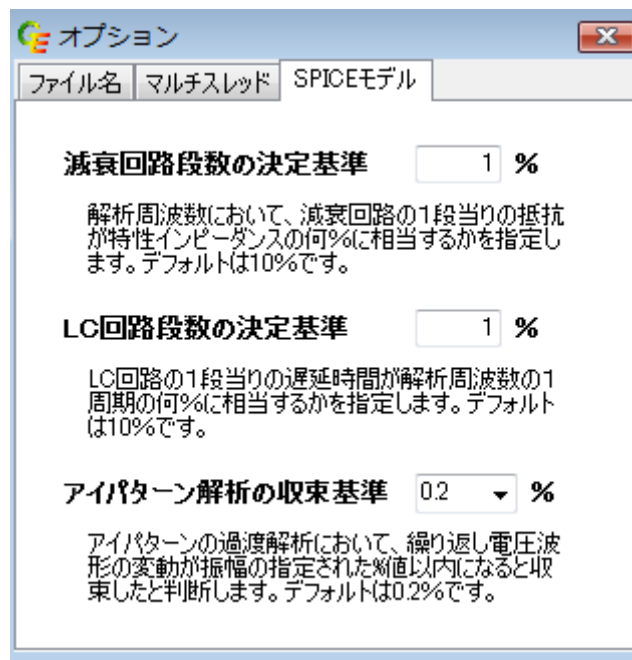 オプション
ファイル名 マルチスレッド SPICEモデル
減衰回路段数の決定基準 1 %
解析周波数において、減衰回路の1段当りの抵抗
が特性インピーダンスの何%に相当するかを指定し
ます。デフォルトは10%です。
LC回路段数の決定基準 1 %
LC回路の1段当りの遅延時間が解析周波数の1
周期の何%に相当するかを指定します。デフォルト
は10%です。
アイパターン解析の収束基準 0.2 %
アイパターンの過渡解析において、繰り返し電圧波
形の変動が振幅の指定された%値以内になると収
束したと判断します。デフォルトは0.2%です。